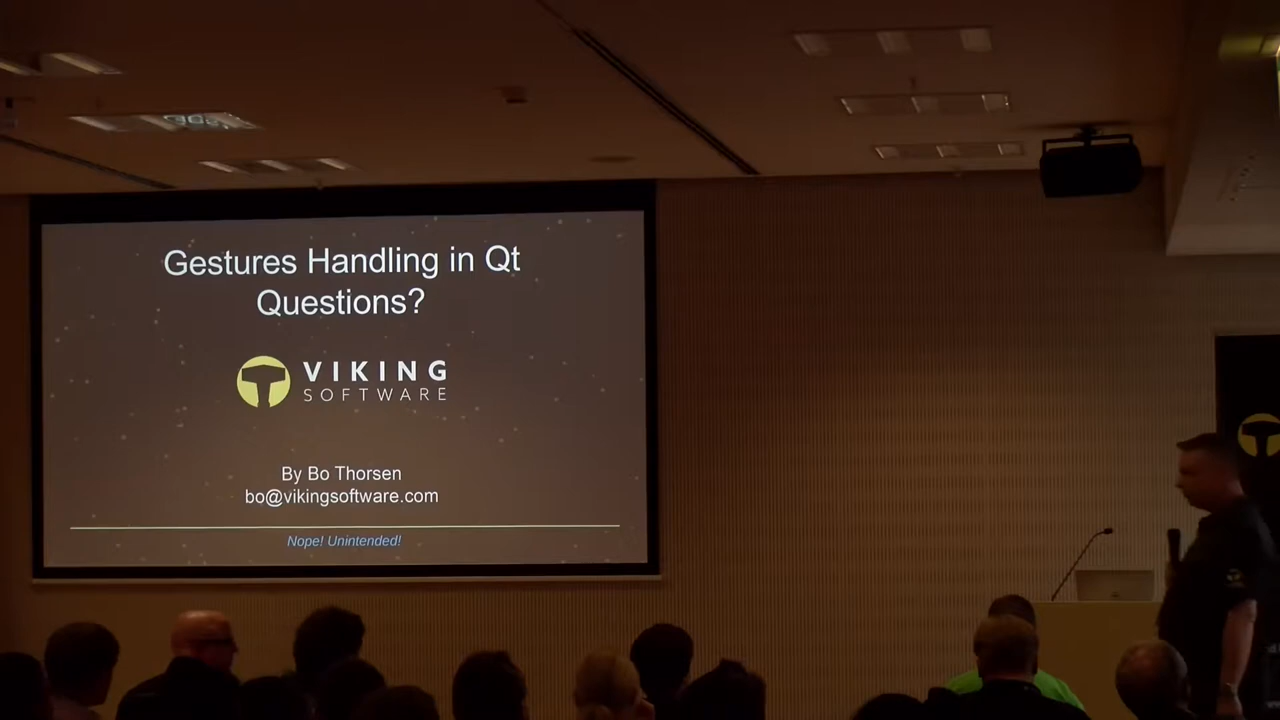 Gestures Handling in Qt
Questions?
VIKING
SOFTWARE
By Bo Thorsen
bo@vikingsoftware.com
Nope! Unintended!